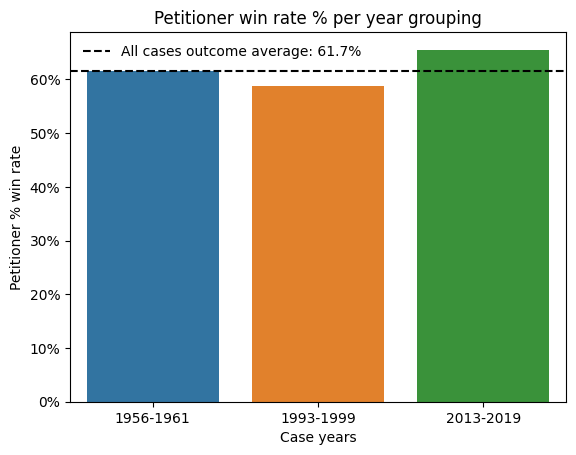 Petitioner win rate % per year grouping
All cases outcome average: 61.7%
Petitioner % win rate
60%
50%
40%
30%
20%
10%
0%
1956-1961
1993-1999
2013-2019
Case years